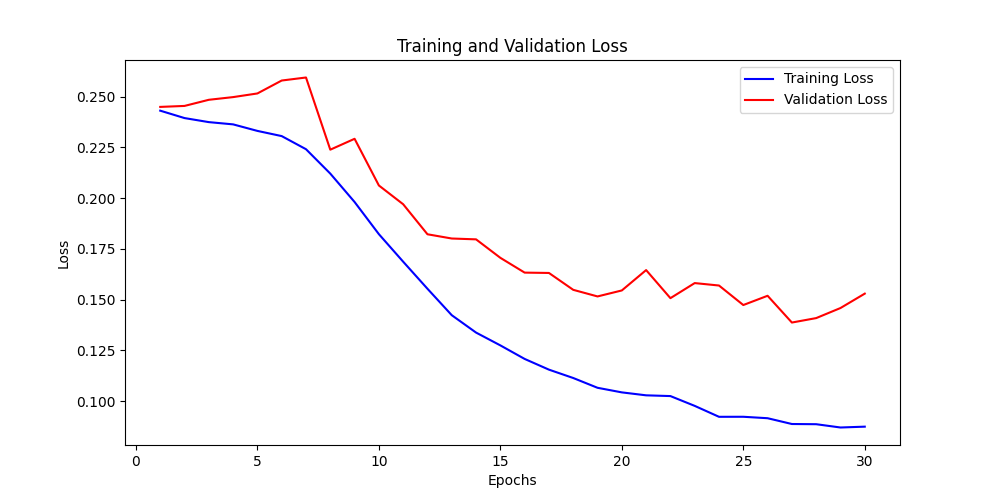 Training and Validation Loss
Training Loss
Validation Loss
0.250
0.225
0.200
0.175
0.150
0.125
0.100
Loss
0 5 10 15 20 25 30
Epochs